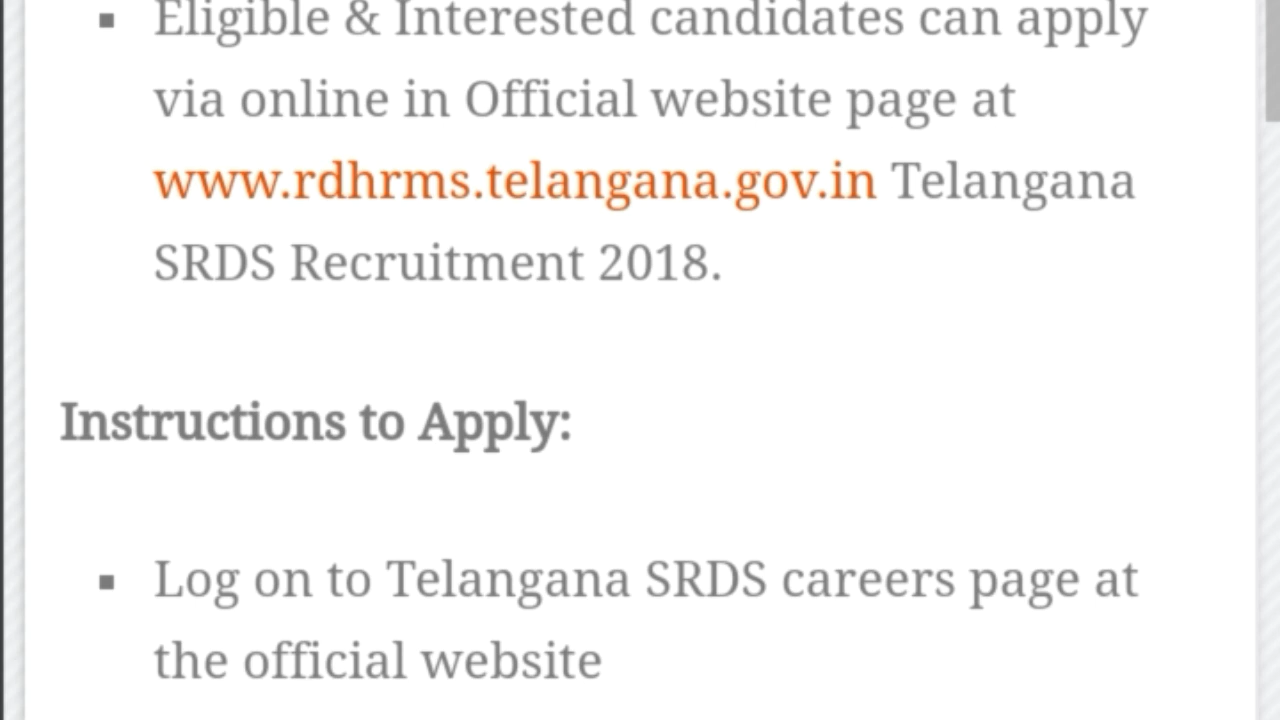 Eligible & Interested candidates can apply
via online in Official website page at
www.rdhrms.telangana.gov.in Telangana
SRDS Recruitment 2018.
Instructions to Apply:
Log on to Telangana SRDS careers page at
the official website